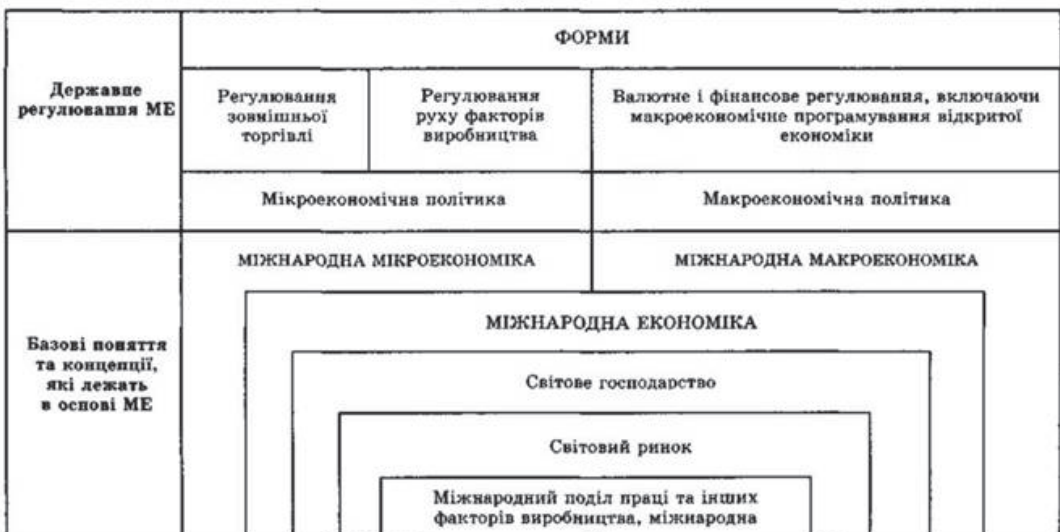 ФОРМИ
Державне
регулювання МЕ
Регулювання
зовнішньої
торгівлі
Регулювання
руху факторів
виробництва
Валютне і фінансове регулювання, включаючи
макроекономічне програмування відкритої
економіки
Мікроекономічна політика
Макроекономічна політика
Базові поняття
та концепції,
які лежать
в основі МЕ
МІЖНАРОДНА МІКРОЕКОНОМІКА
МІЖНАРОДНА МАКРОЕКОНОМІКА
МІЖНАРОДНА ЕКОНОМІКА
Світове господарство
Світовий ринок
Міжнародний поділ праці та інших
факторів виробництва, міжнародна